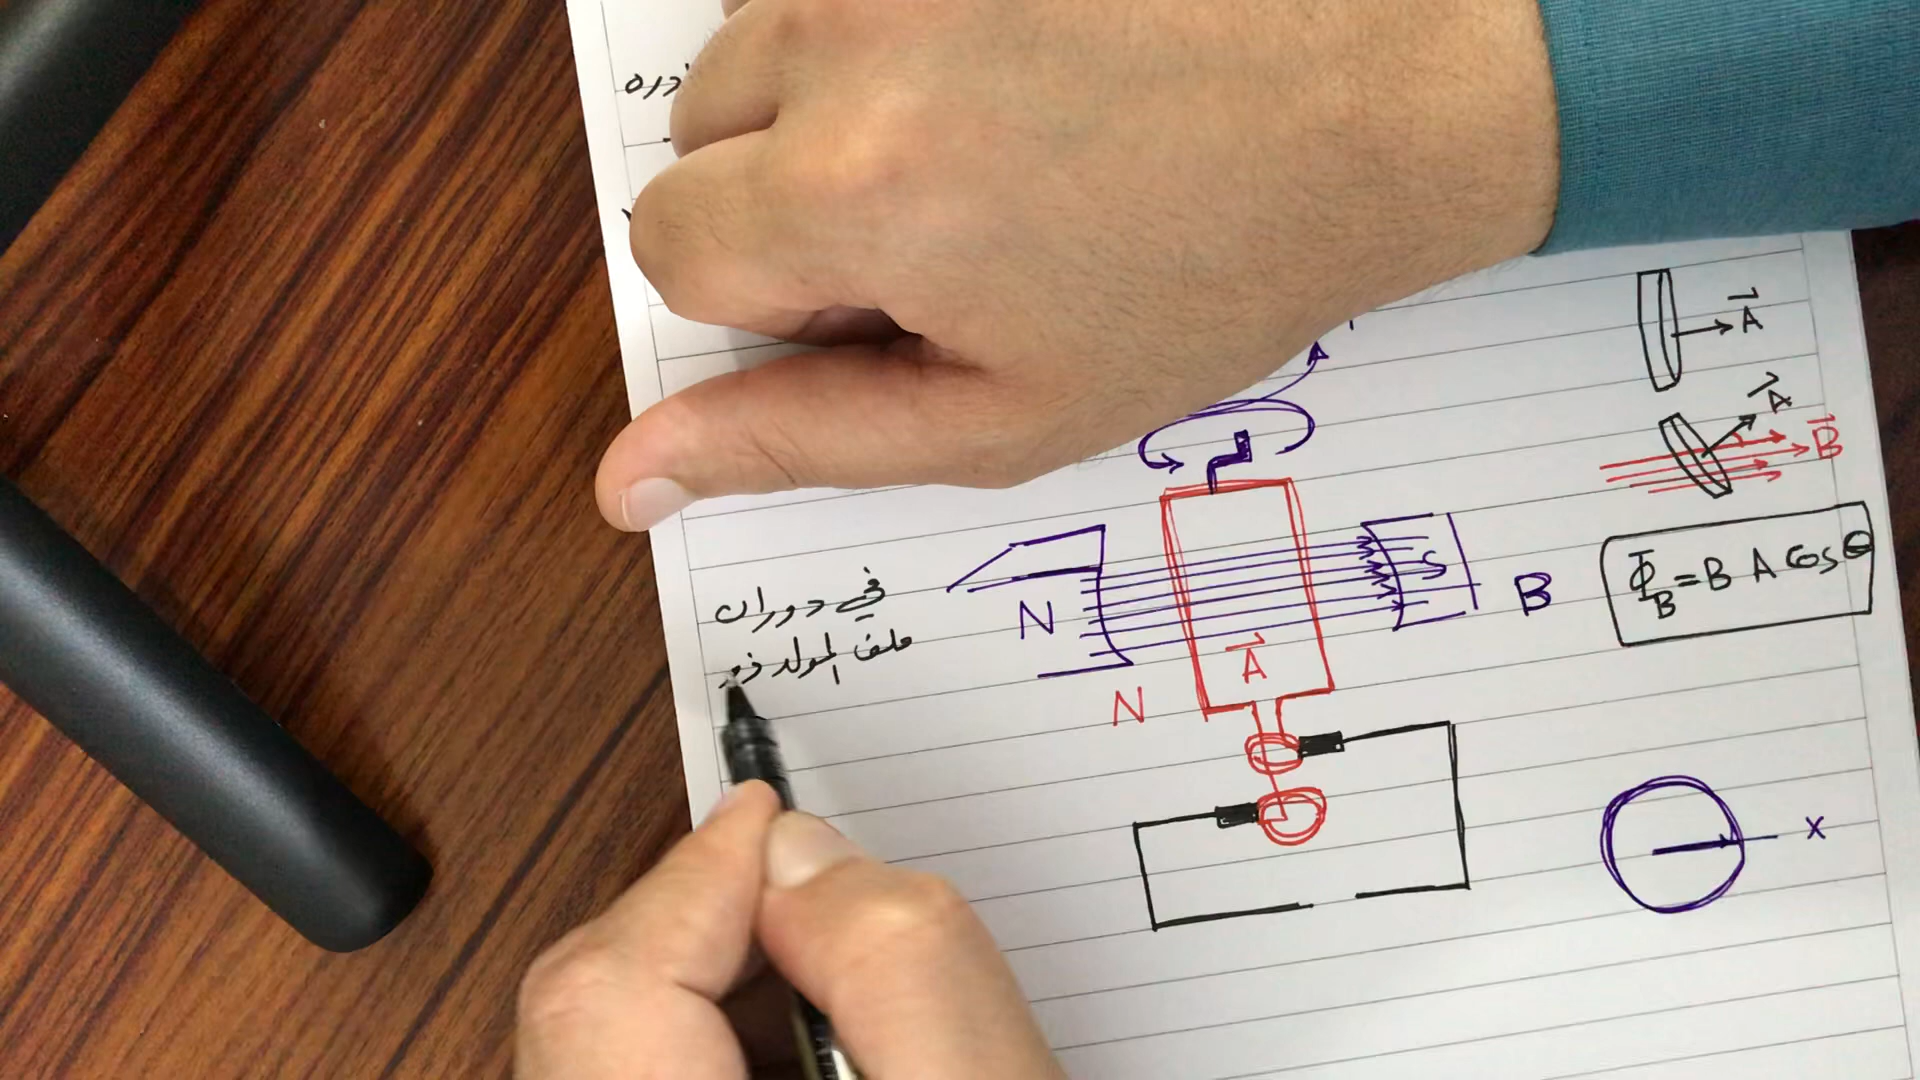 A
A
B
في دوران
ملف المولد
N
S
B
Φ_B = B A Cos Θ
A
N
x